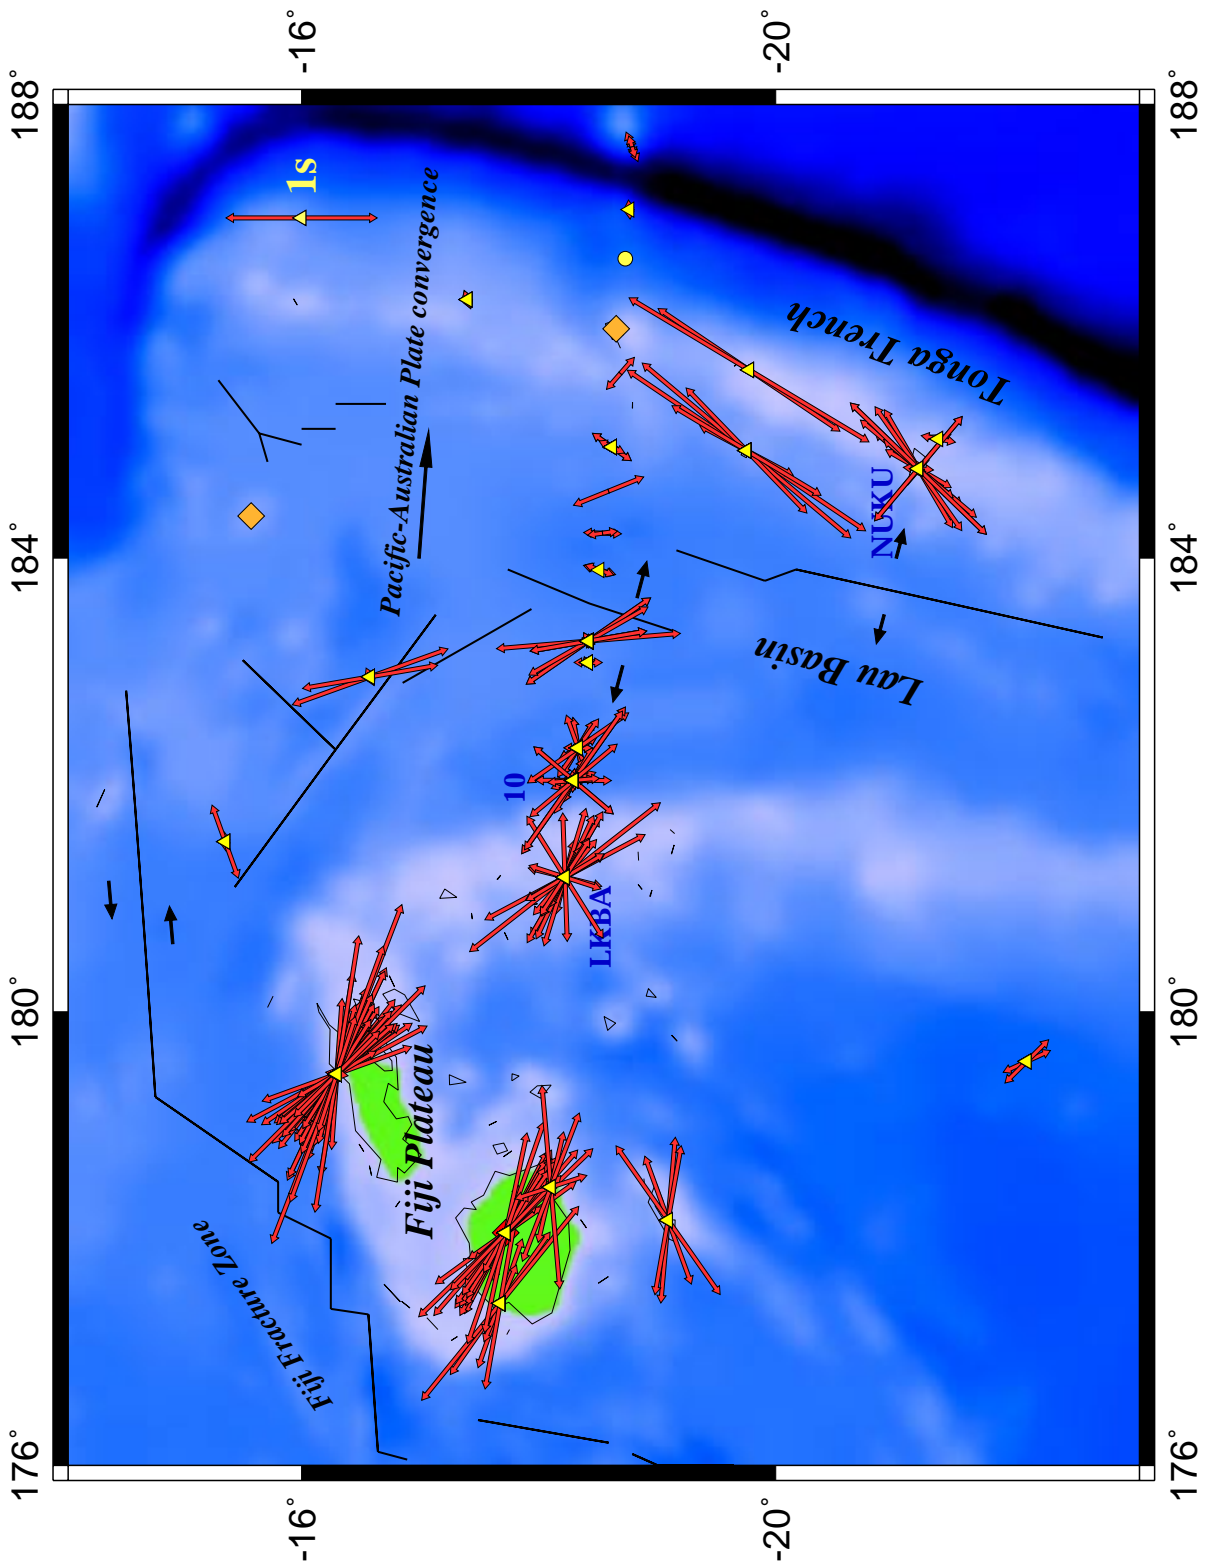 -16°
-20°
188°
188°
1s
Pacific-Australian Plate convergence
Tonga Trench
NUKU
184°
184°
Lau Basin
10
LKBA
180°
180°
Fiji Plateau
Fiji Fracture Zone
176°
176°
-16°
-20°